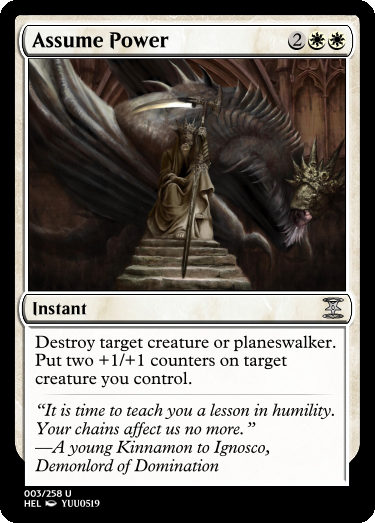 Assume Power 2
Instant
Destroy target creature or planeswalker.
Put two +1/+1 counters on target
creature you control.
“It is time to teach you a lesson in humility.
Your chains affect us no more.”
—A young Kinnamon to Ignosco,
Demonlord of Domination
003/258 U
HEL YUU0519